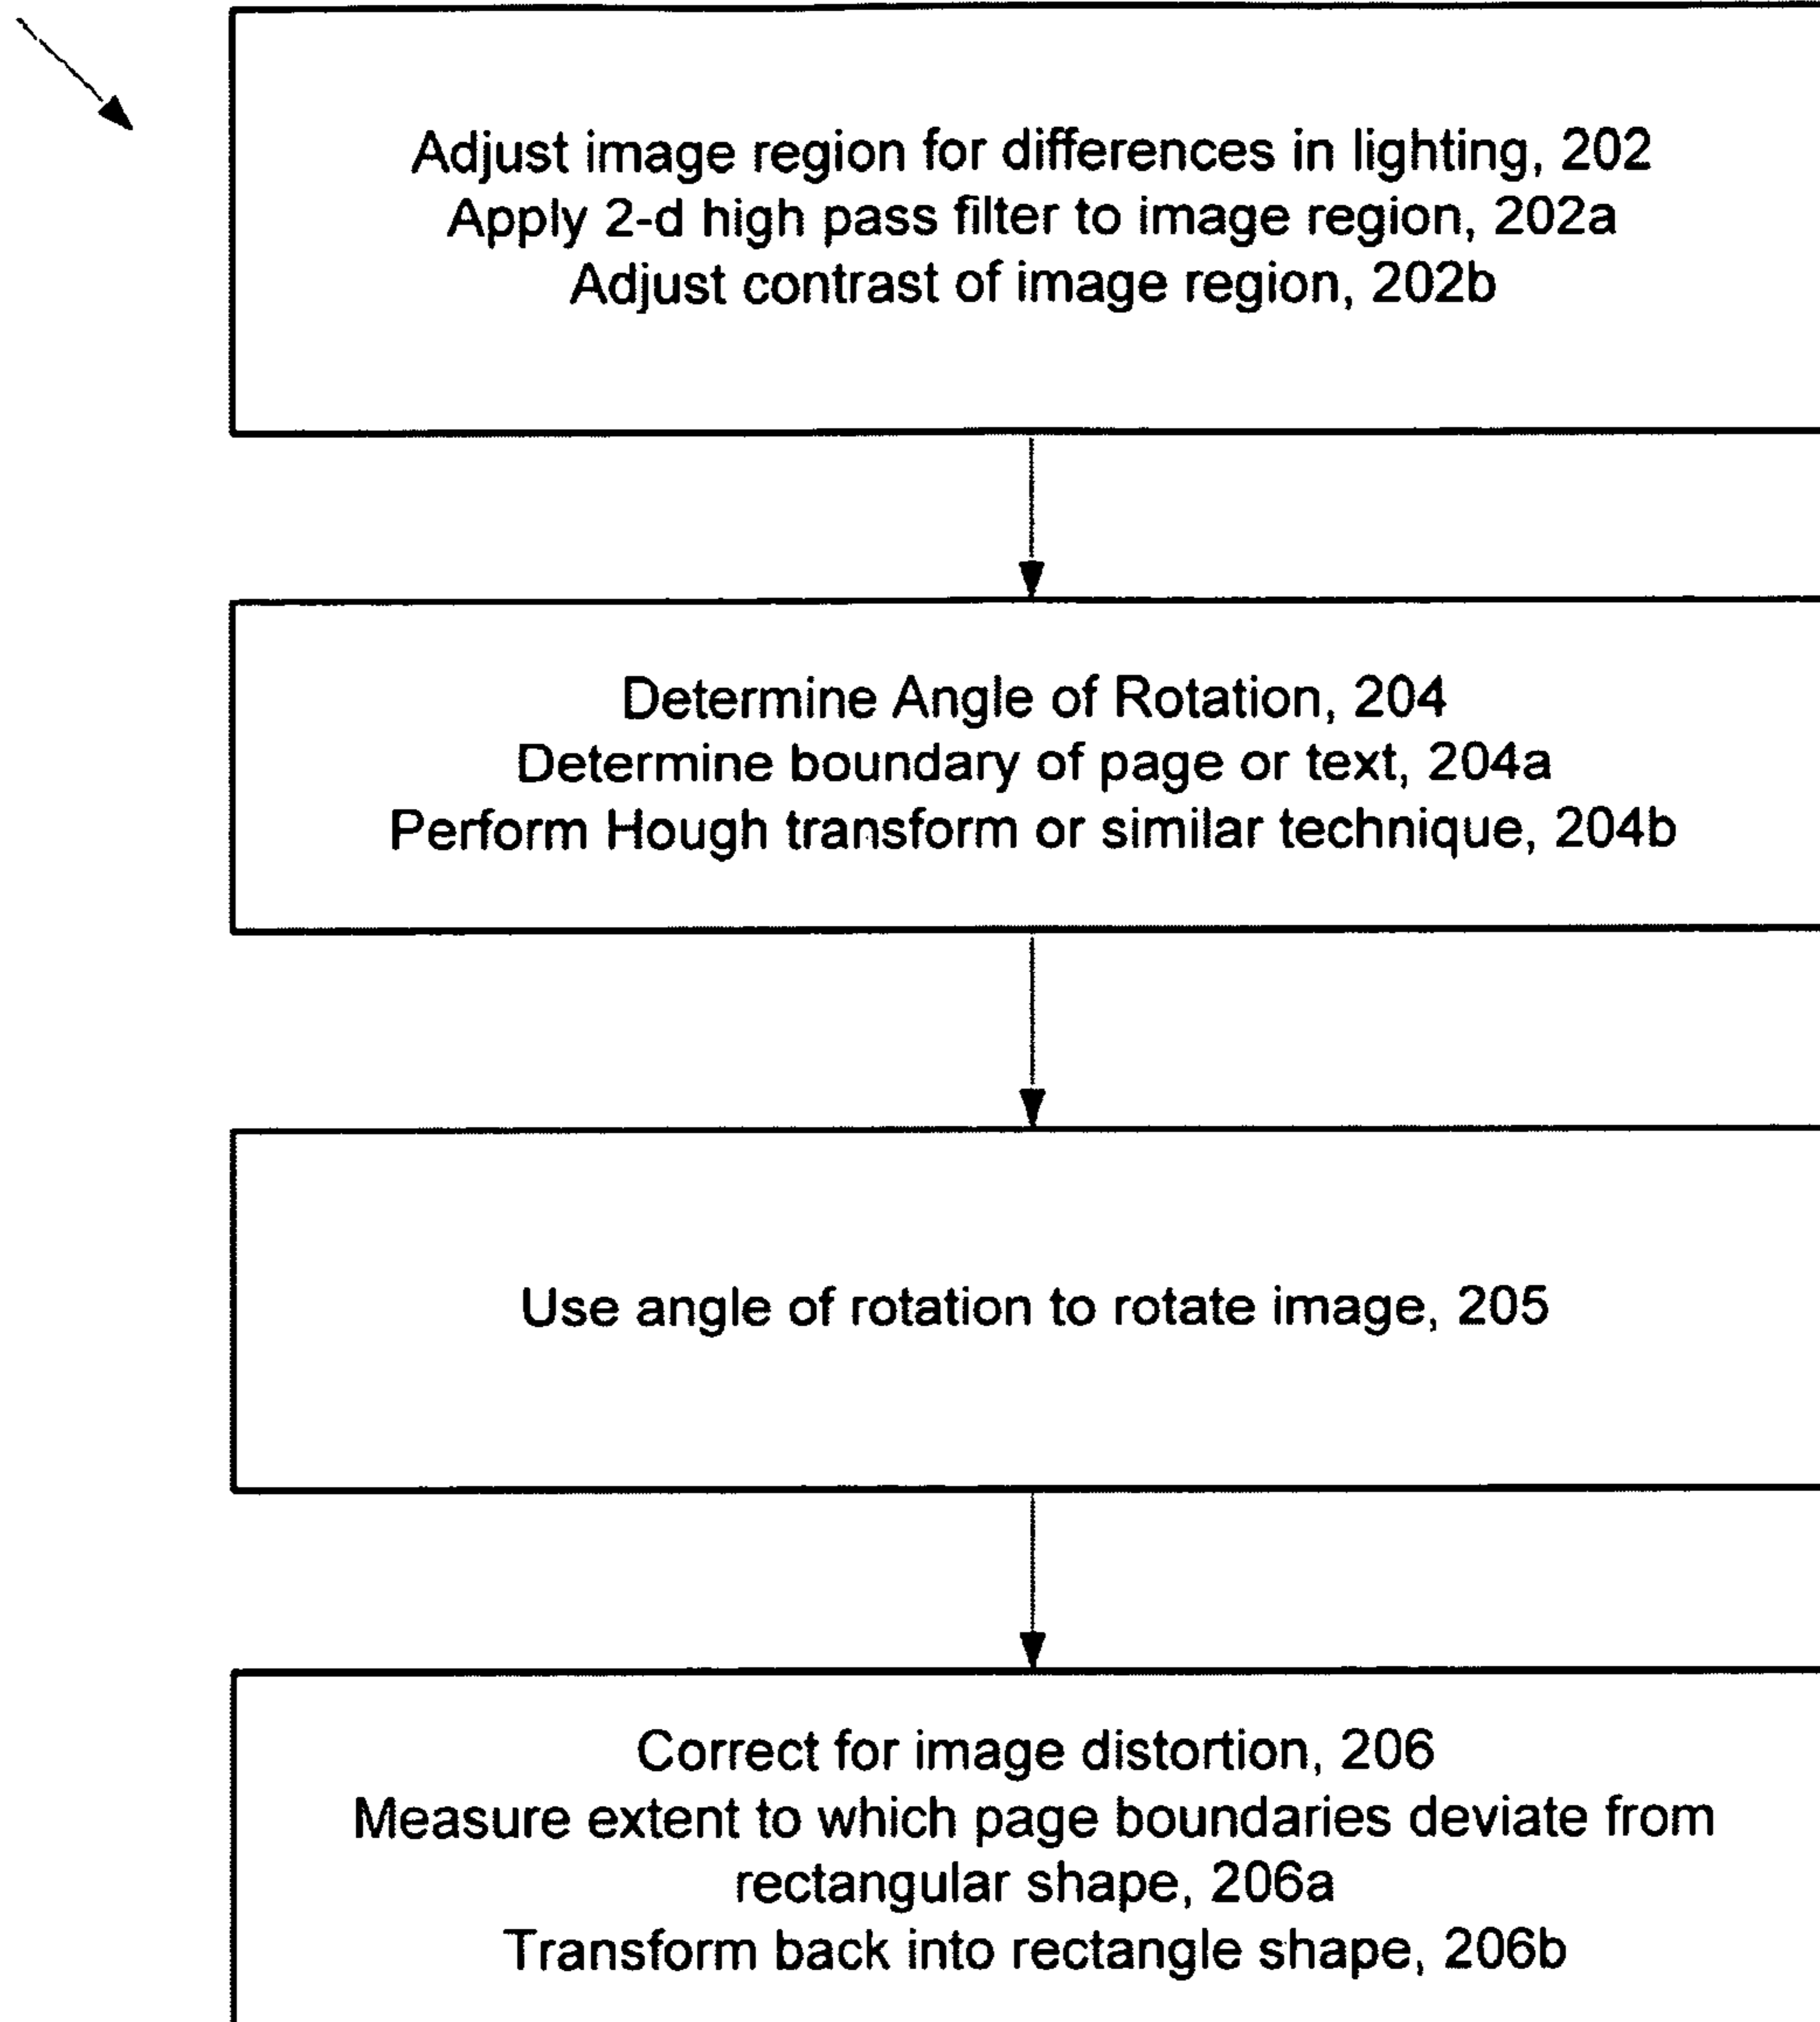 Adjust image region for differences in lighting, 202
Apply 2-d high pass filter to image region, 202a
Adjust contrast of image region, 202b
Determine Angle of Rotation, 204
Determine boundary of page or text, 204a
Perform Hough transform or similar technique, 204b
Use angle of rotation to rotate image, 205
Correct for image distortion, 206
Measure extent to which page boundaries deviate from
rectangular shape, 206a
Transform back into rectangle shape, 206b